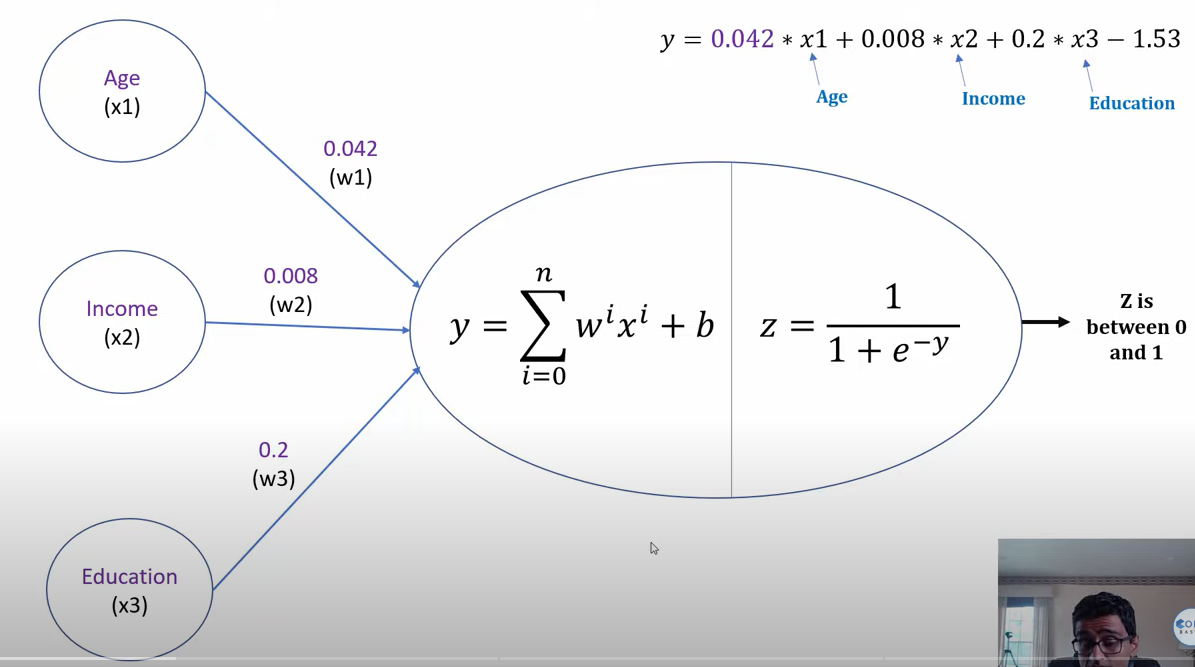 y = 0.042 * x1 + 0.008 * x2 + 0.2 * x3 − 1.53
Age
Income
Education
Age
(x1)
0.042
(w1)
Income
(x2)
0.008
(w2)
Education
(x3)
0.2
(w3)
y = ∑_{i=0}^{n} w^i x^i + b
z = \frac{1}{1 + e^{−y}}
Z is
between 0
and 1